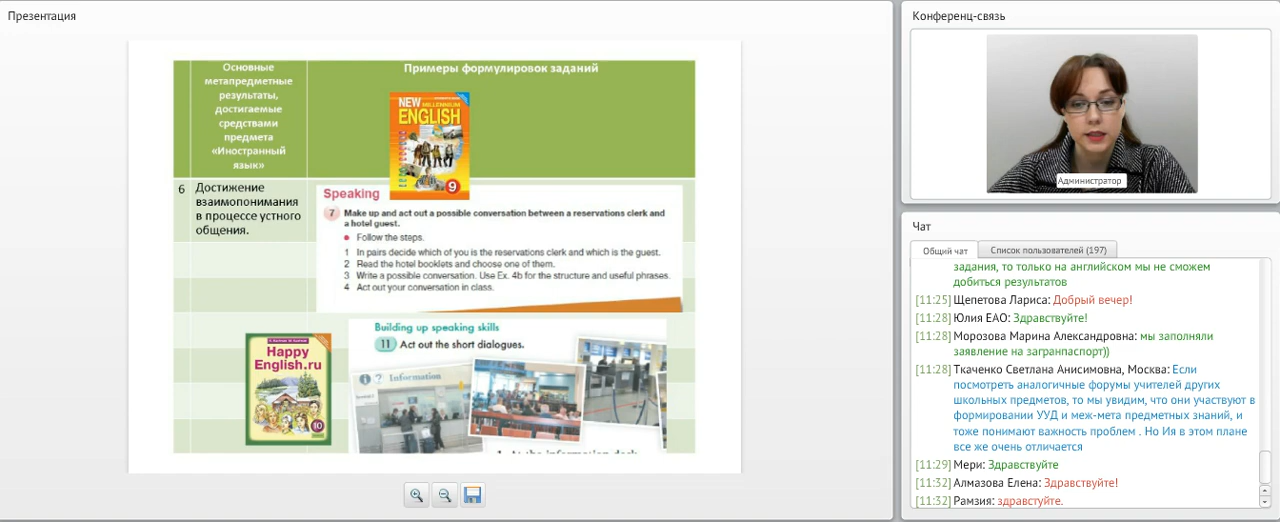 Презентация
Основные
метапредметные
результаты,
достигаемые
средствами
предмета
«Иностранный
язык»
Примеры формулировок заданий
NEW MILLENNIUM
ENGLISH
9
6
Достижение
взаимопонимания
в процессе устного
общения.
Speaking
7 Make up and act out a possible conversation between a reservations clerk and
a hotel guest.
Follow the steps.
1 In pairs decide which of you is the reservations clerk and which is the guest.
2 Read the hotel booklets and choose one of them.
3 Write a possible conversation. Use Ex. 4b for the structure and useful phrases.
4 Act out your conversation in class.
Happy
English.ru
10
Building up speaking skills
11 Act out the short dialogues.
i ? Information
1 At the information desk
Конференц-связь
Администратор
Чат
Общий чат
Список пользователей (197)
задания, то только на английском мы не сможем
добиться результатов
[11:25] Щепетова Лариса: Добрый вечер!
[11:28] Юлия ЕАО: Здравствуйте!
[11:28] Морозова Марина Александровна: мы заполняли
заявление на загранпаспорт))
[11:28] Ткаченко Светлана Анисимовна, Москва: Если
посмотреть аналогичные форумы учителей других
школьных предметов, то мы увидим, что они участвуют в
формировании УУД и меж-мета предметных знаний, и
тоже понимают важность проблем . Но Ия в этом плане
все же очень отличается
[11:29] Мери: Здравствуйте
[11:32] Алмазова Елена: Здравствуйте!
[11:32] Рамзия: здравстуйте.